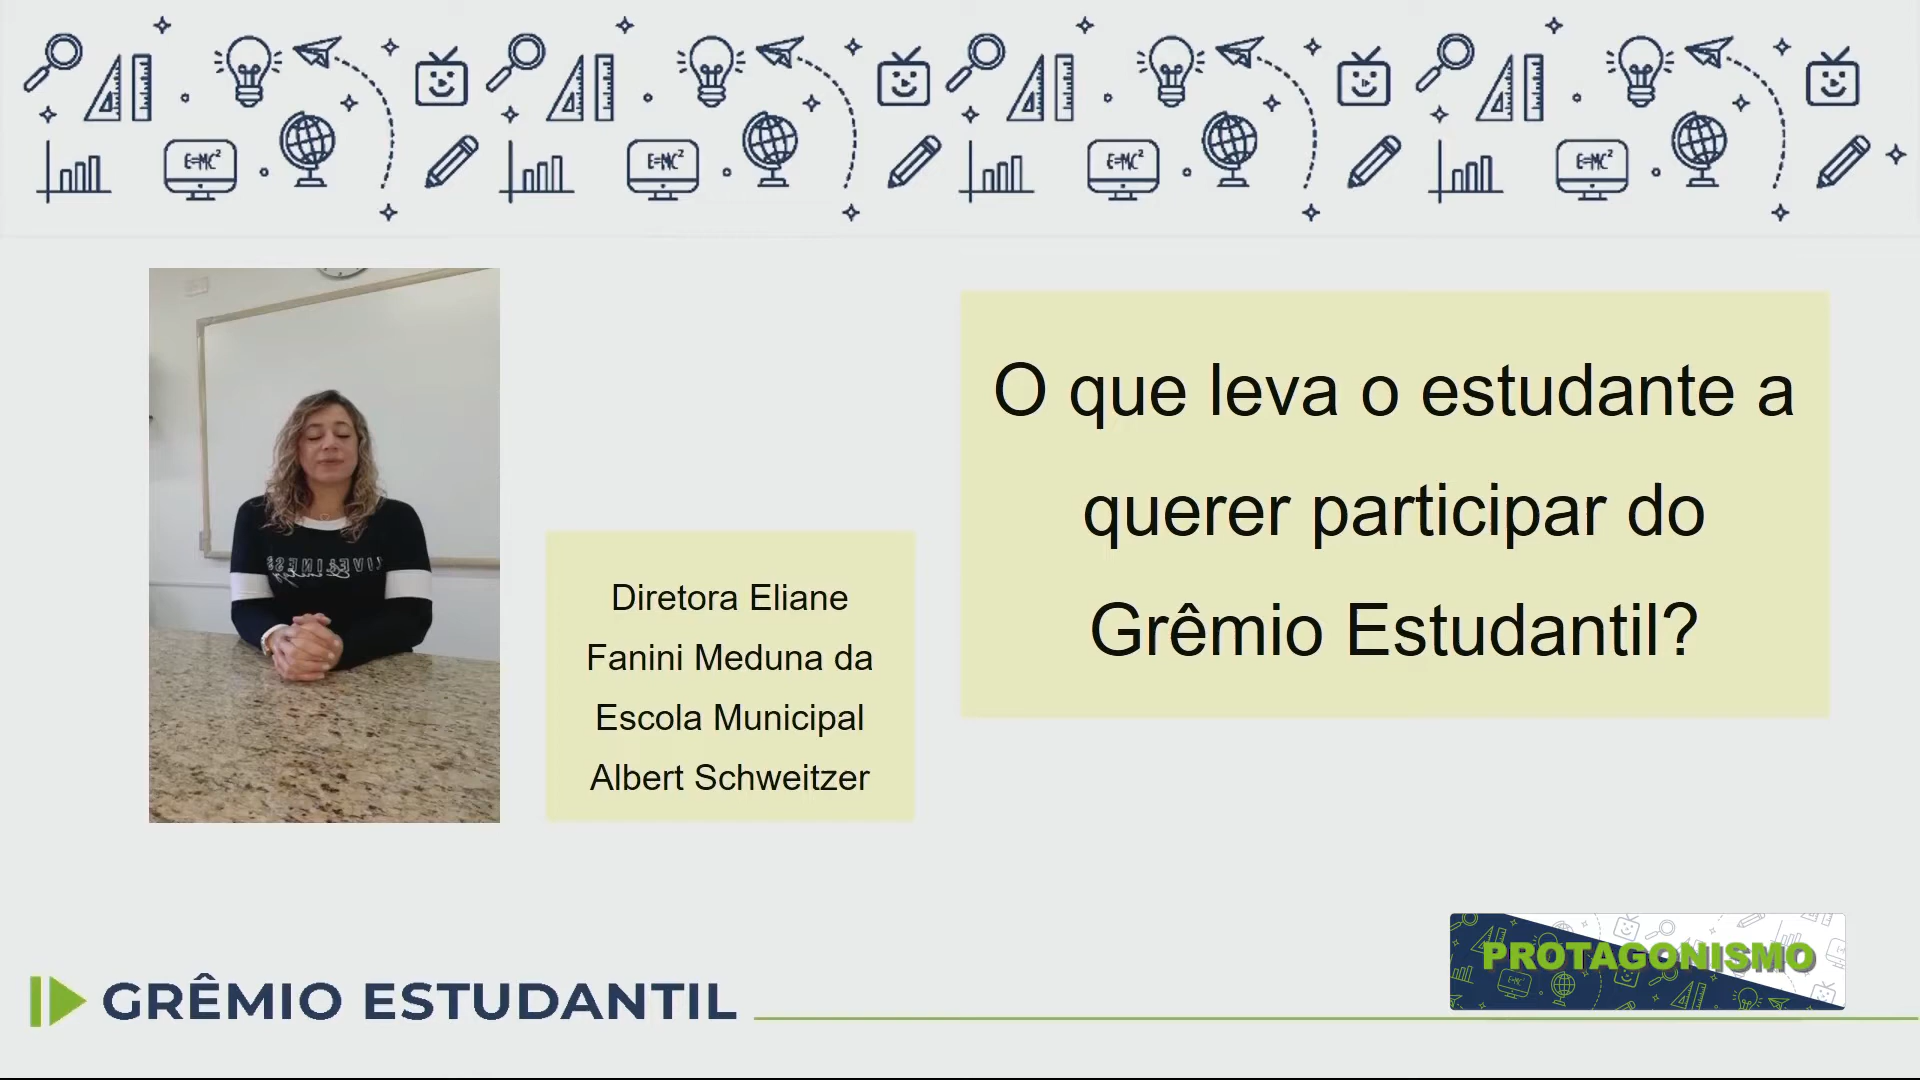 E=MC²
E=MC²
E=MC²
E=MC²
LIVELINESS
Diretora Eliane
Fanini Meduna da
Escola Municipal
Albert Schweitzer
O que leva o estudante a
querer participar do
Grêmio Estudantil?
PROTAGONISMO
GRÊMIO ESTUDANTIL